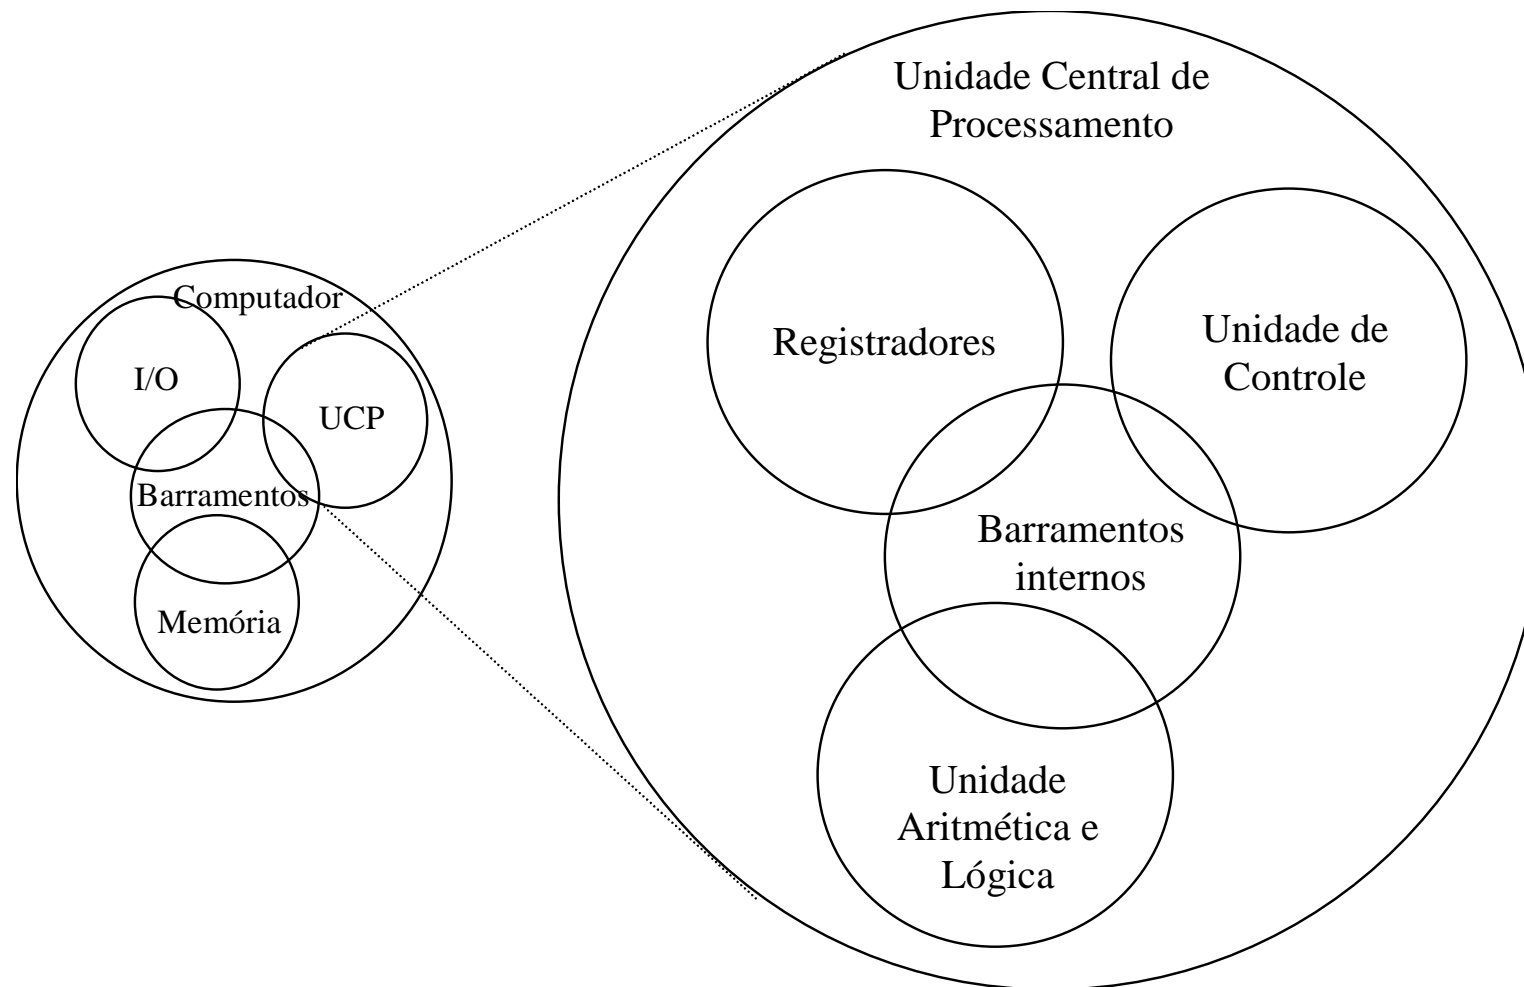 Computador
I/O
UCP
Barramentos
Memória
Unidade Central de
Processamento
Registradores
Unidade de
Controle
Barramentos
internos
Unidade
Aritmética e
Lógica